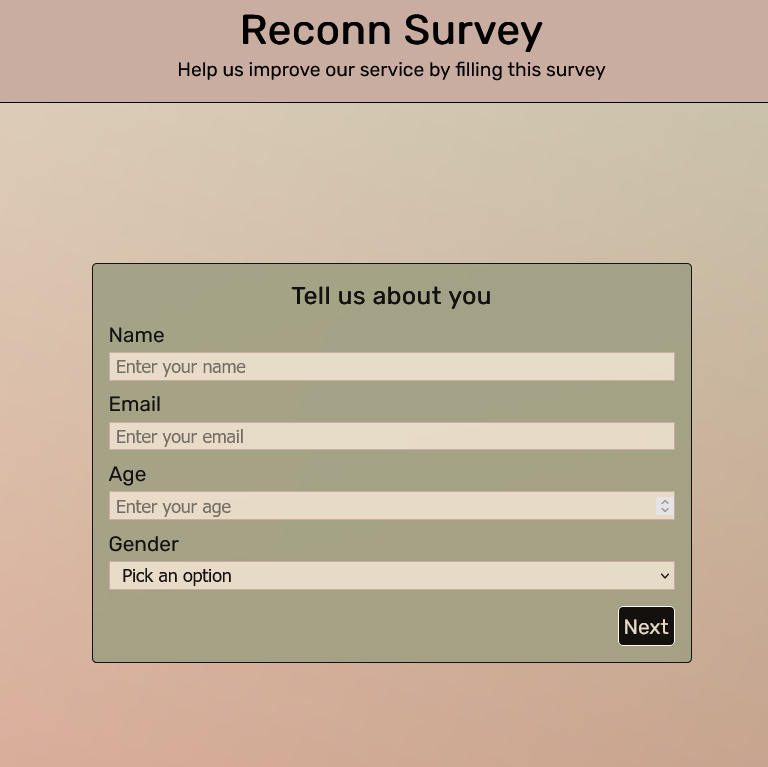 Reconn Survey
Help us improve our service by filling this survey
Tell us about you
Name
Enter your name
Email
Enter your email
Age
Enter your age
Gender
Pick an option
Next